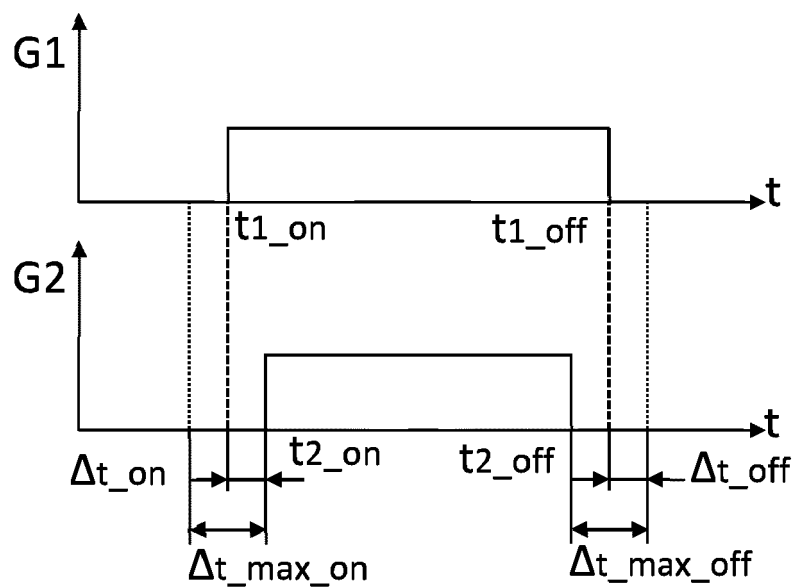 G1
t
t1_on t1_off
G2
t
t2_on t2_off
Δt_on Δt_off
Δt_max_on Δt_max_off